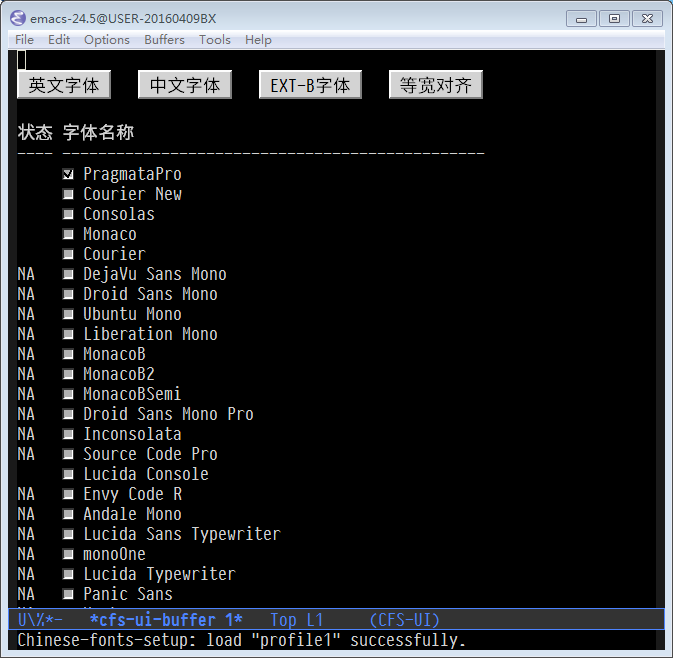 emacs-24.5@USER-20160409BX
File Edit Options Buffers Tools Help
英文字体 中文字体 EXT-B字体 等宽对齐
状态 字体名称
---- -----------------------------------------------
PragmataPro
Courier New
Consolas
Monaco
Courier
NA DejaVu Sans Mono
NA Droid Sans Mono
NA Ubuntu Mono
NA Liberation Mono
NA MonacoB
NA MonacoB2
NA MonacoBSemi
NA Droid Sans Mono Pro
NA Inconsolata
NA Source Code Pro
Lucida Console
NA Envy Code R
NA Andale Mono
NA Lucida Sans Typewriter
NA monoOne
NA Lucida Typewriter
NA Panic Sans
U\%*- *cfs-ui-buffer 1* Top L1 (CFS-UI)
Chinese-fonts-setup: load "profile1" successfully.